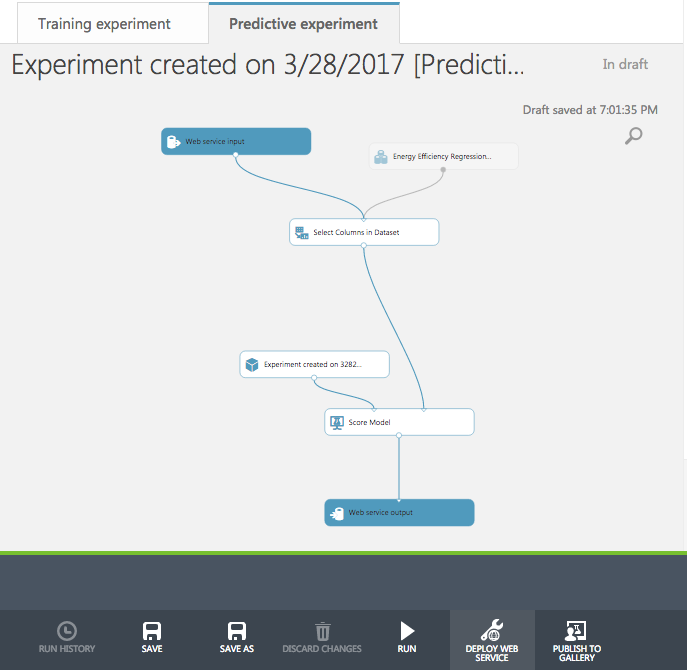 Training experiment
Predictive experiment
Experiment created on 3/28/2017 [Predicti...
In draft
Draft saved at 7:01:35 PM
Web service input
Energy Efficiency Regression...
Select Columns in Dataset
Experiment created on 3282...
Score Model
Web service output
RUN HISTORY
SAVE
SAVE AS
DISCARD CHANGES
RUN
DEPLOY WEB
SERVICE
PUBLISH TO
GALLERY